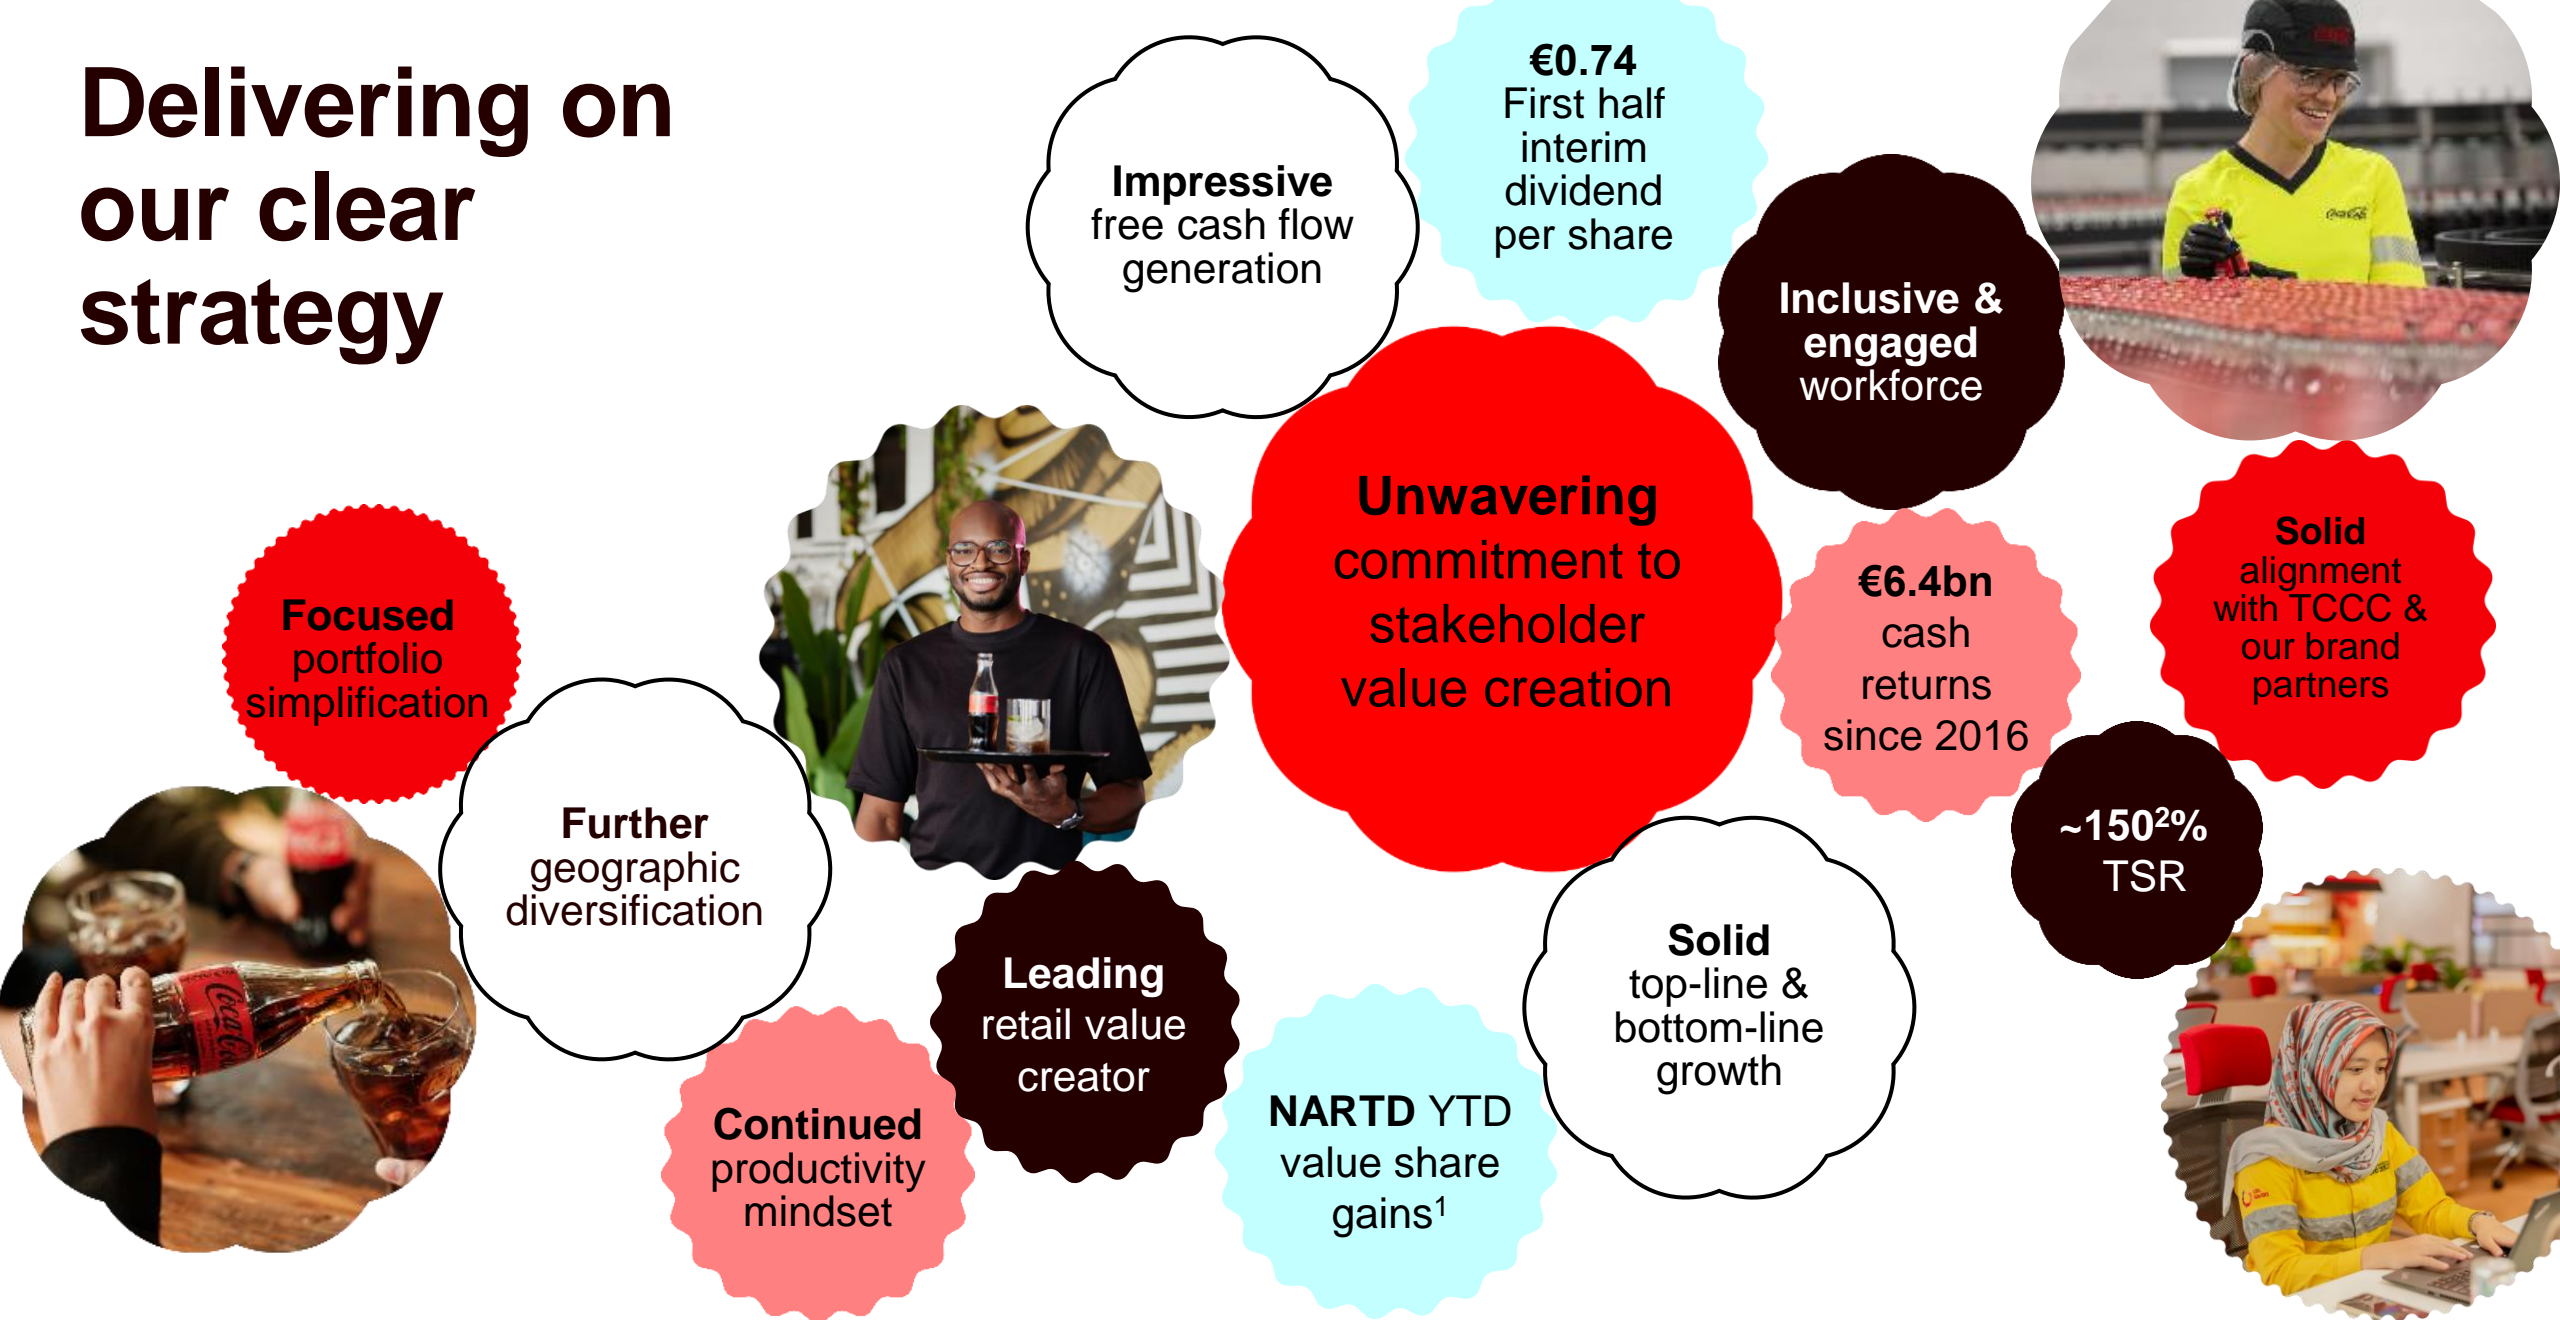 Delivering on
our clear
strategy
Impressive
free cash flow
generation
€0.74
First half
interim
dividend
per share
Inclusive &
engaged
workforce
Unwavering
commitment to
stakeholder
value creation
€6.4bn
cash
returns
since 2016
Solid
alignment
with TCCC &
our brand
partners
~150²%
TSR
Focused
portfolio
simplification
Further
geographic
diversification
Leading
retail value
creator
Continued
productivity
mindset
NARTD YTD
value share
gains¹
Solid
top-line &
bottom-line
growth
Coca-Cola